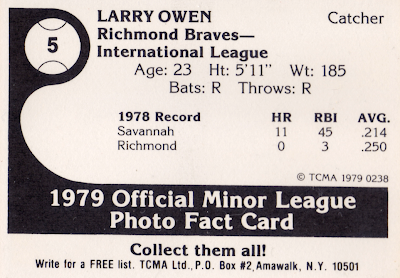 5
LARRY OWEN Catcher
Richmond Braves—
International League
Age: 23 Ht: 5'11" Wt: 185
Bats: R Throws: R
1978 Record HR RBI AVG.
Savannah 11 45 .214
Richmond 0 3 .250
© TCMA 1979 0238
1979 Official Minor League
Photo Fact Card
Collect them all!
Write for a FREE list. TCMA Ltd., P.O. Box #2, Amawalk, N.Y. 10501